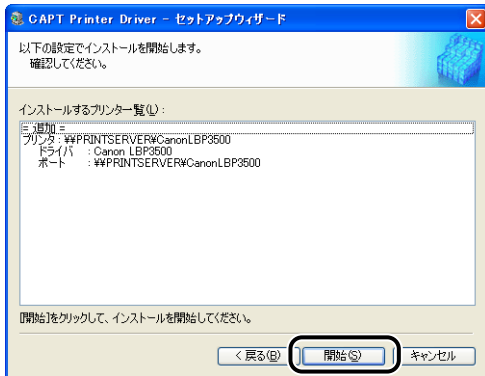 CAPT Printer Driver - セットアップウィザード
以下の設定でインストールを開始します。
確認してください。
インストールするプリンター覧(L):
= 追加 =
プリンタ : ¥¥PRINTSERVER¥CanonLBP3500
ドライバ : Canon LBP3500
ポート : ¥¥PRINTSERVER¥CanonLBP3500
[開始]をクリックして、インストールを開始してください。
< 戻る(B) 開始(S) キャンセル